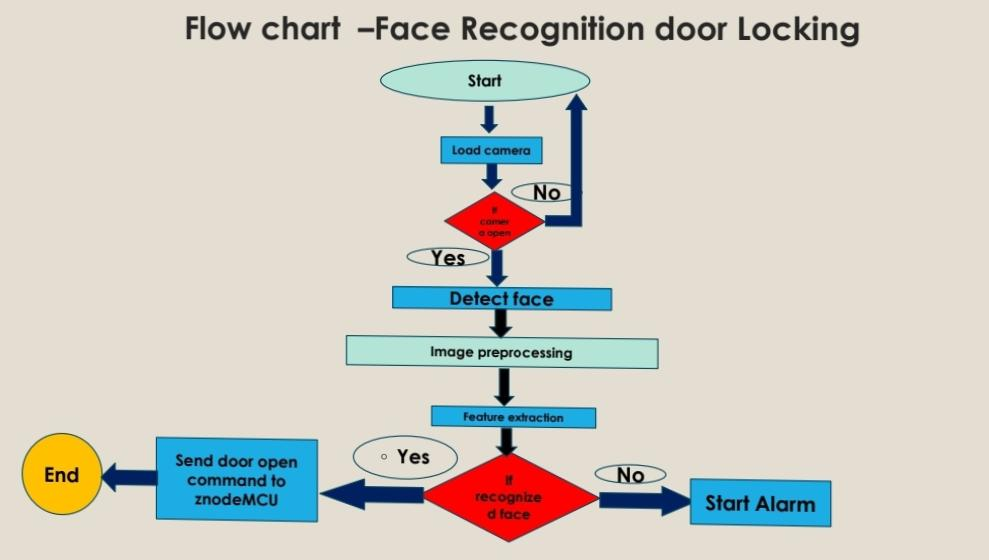 Flow chart –Face Recognition door Locking
Start
Load camera
No
If
camer
a open
Yes
Detect face
Image preprocessing
Feature extraction
If
recognize
d face
Yes
Send door open
command to
znodeMCU
End
No
Start Alarm